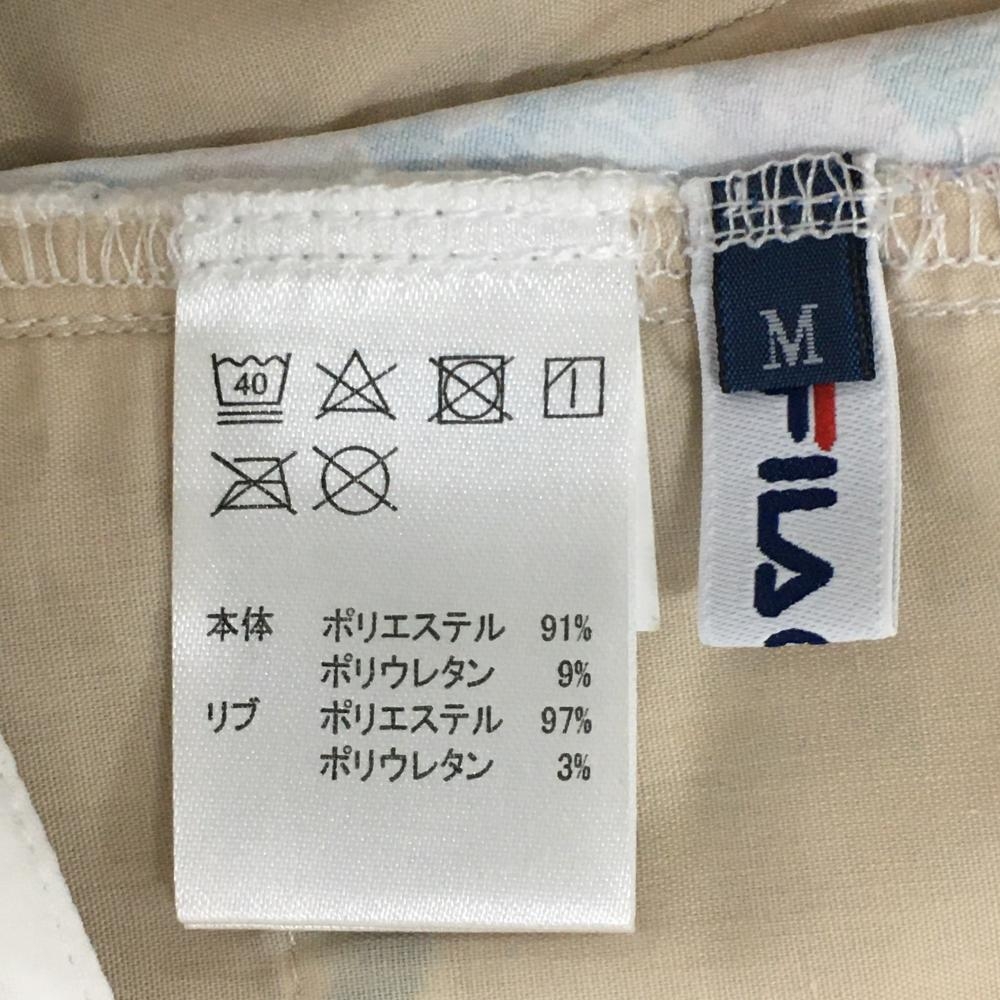 40
本体 ポリエステル 91%
ポリウレタン 9%
リブ ポリエステル 97%
ポリウレタン 3%
M
FILA